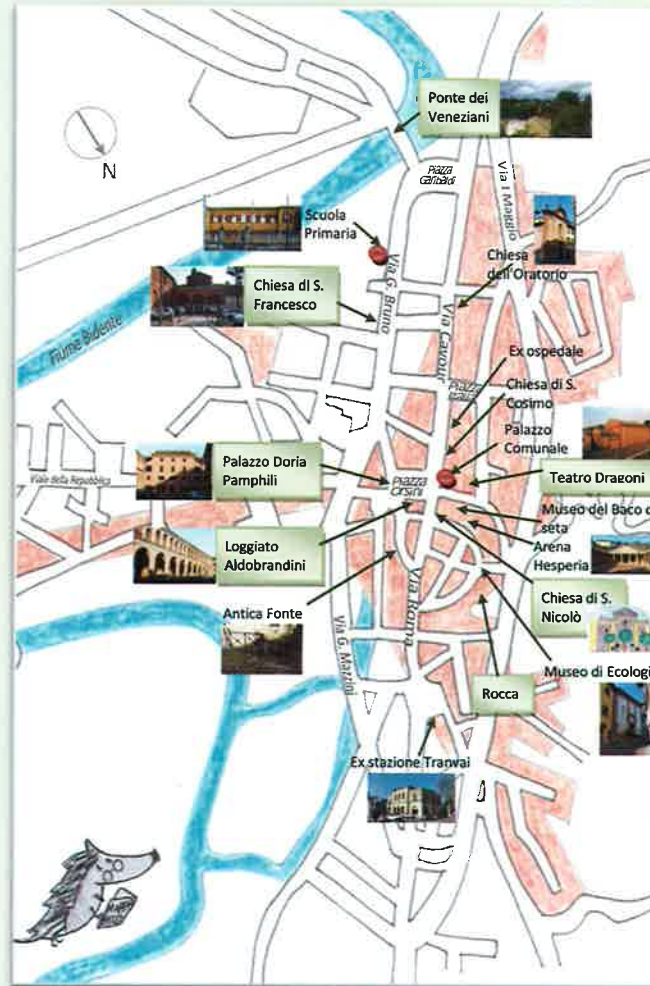 Ponte dei
Veneziani
N
Piazza
Garibaldi
Via I Maggio
Scuola
Primaria
Chiesa
dell'Oratorio
Chiesa di S.
Francesco
Via G. Bruno
Via Cavour
Fiume Bidente
Ex ospedale
Piazza
Chiesa di S.
Cosimo
Palazzo
Comunale
Palazzo Doria
Pamphili
Piazza
Orsini
Teatro Dragoni
Viale Della Repubblica
Museo del Baco d
seta
Loggiato
Aldobrandini
Arena
Hesperia
Chiesa di S.
Nicolò
Antica Fonte
Via Roma
Via G. Mazzini
Museo di Ecologi
Rocca
Ex stazione Tranvai